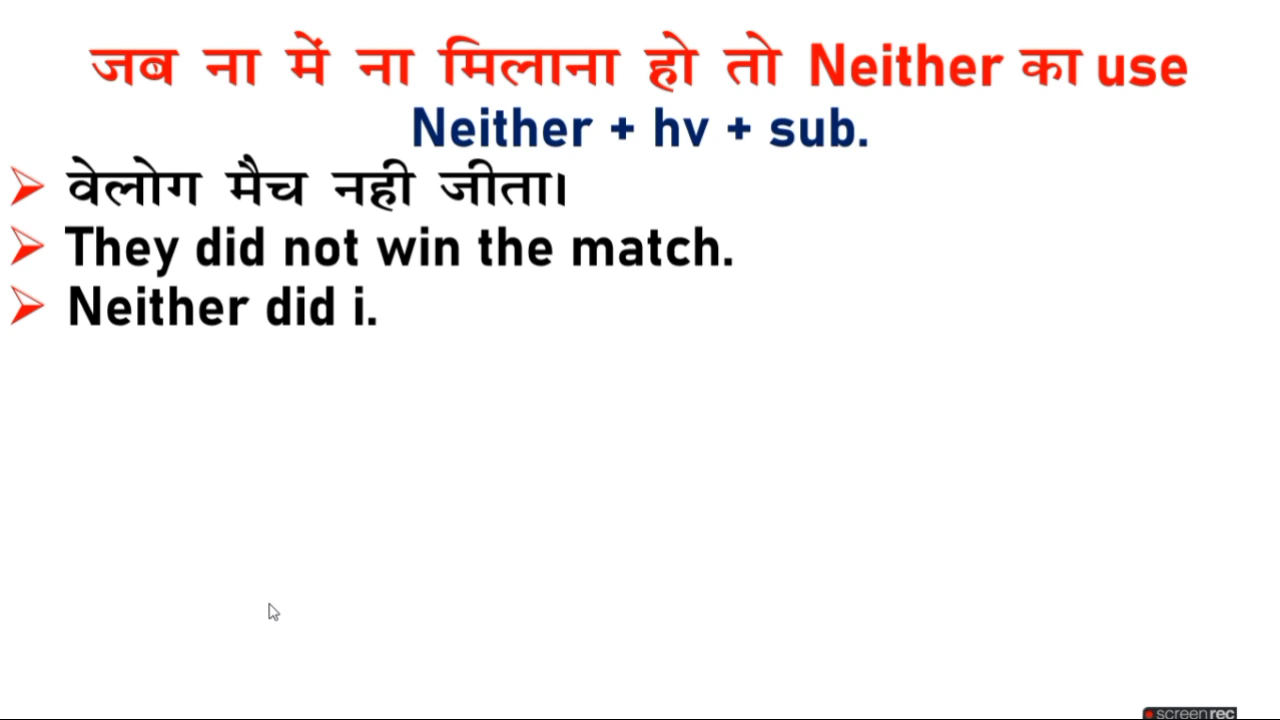 जब ना में ना मिलाना हो तो Neither का use
Neither + hv + sub.
वेलोग मैच नही जीता।
They did not win the match.
Neither did i.
screenrec